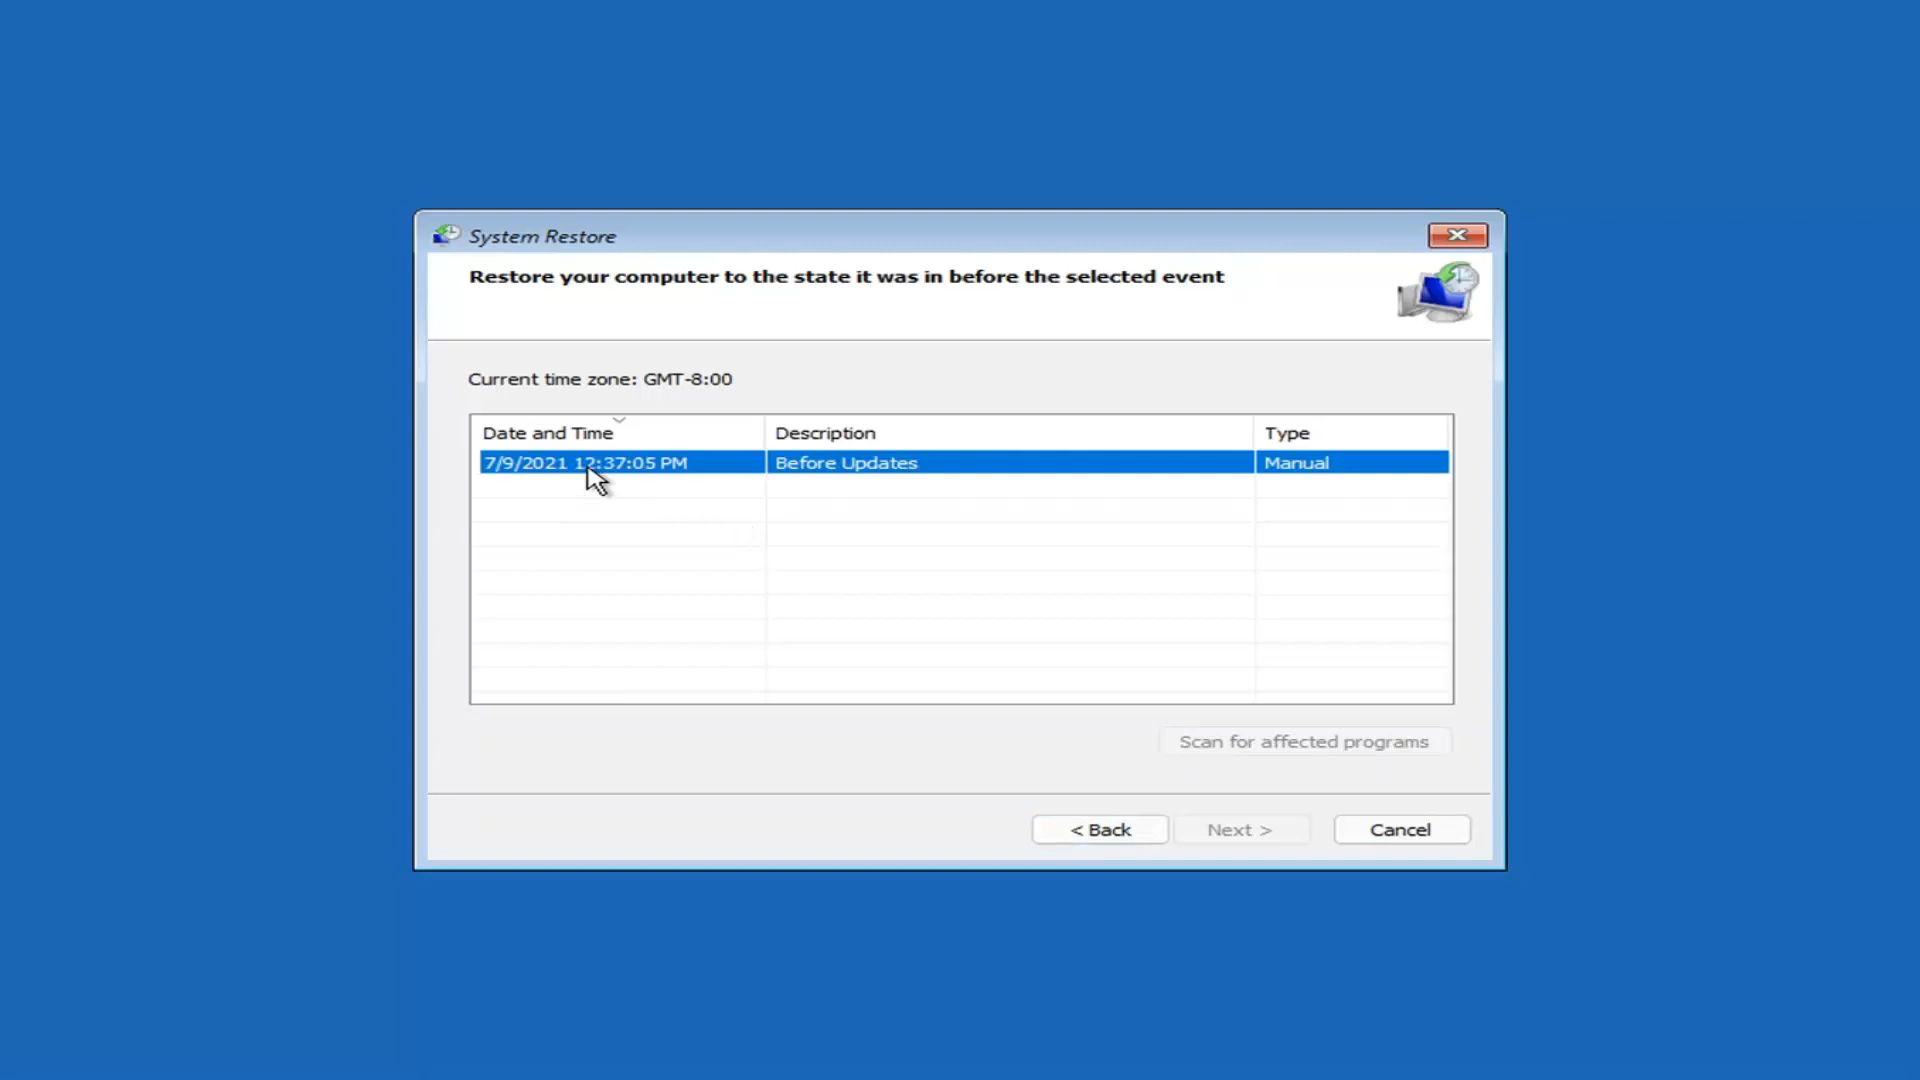 System Restore
Restore your computer to the state it was in before the selected event
Current time zone: GMT-8:00
Date and Time Description Type
7/9/2021 12:37:05 PM Before Updates Manual
Scan for affected programs
< Back Next > Cancel